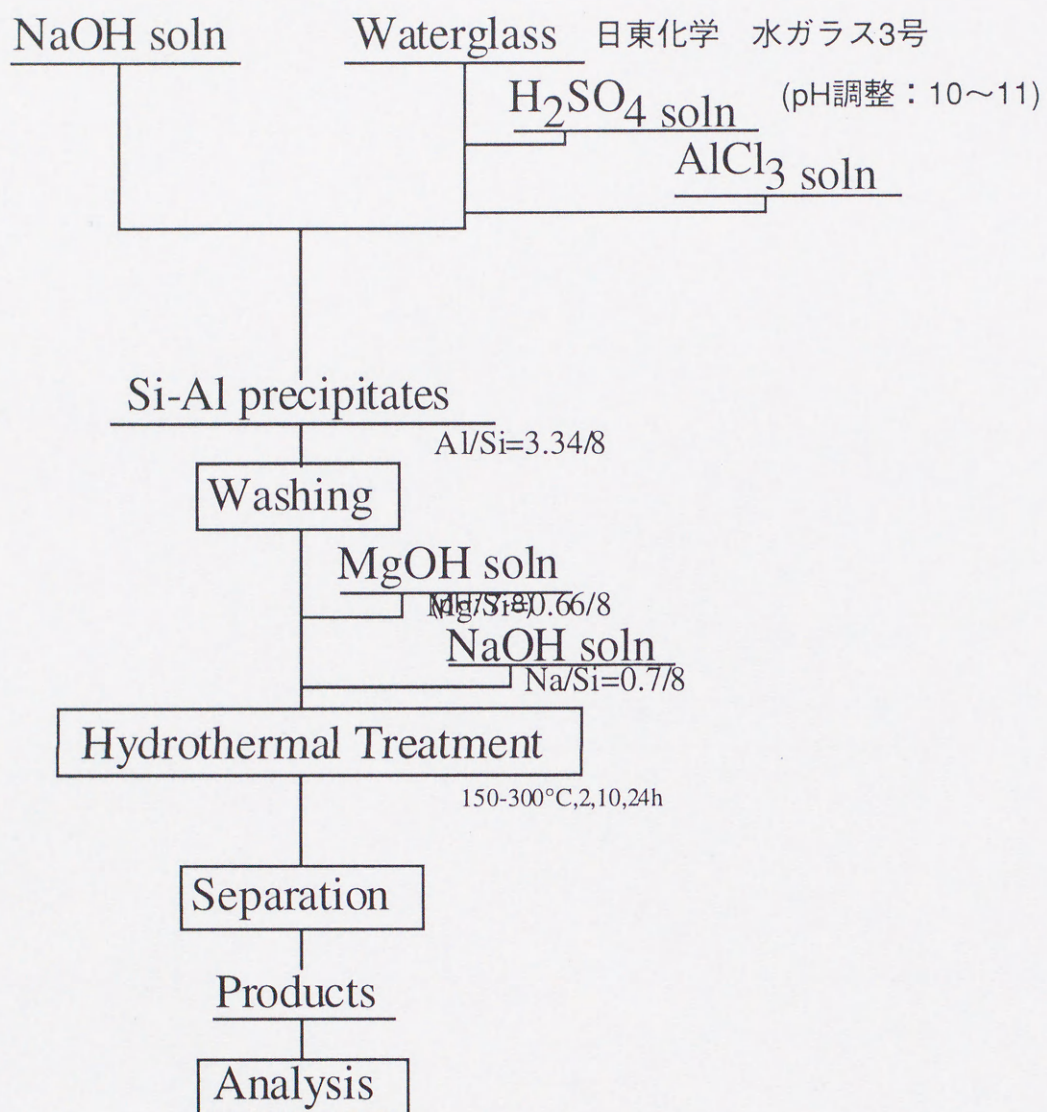 NaOH soln
Waterglass 日東化学 水ガラス3号
H2SO4 soln (pH調整：10〜11)
AlCl3 soln
Si-Al precipitates
Al/Si=3.34/8
Washing
MgOH soln
Mg/Si=0.66/8
NaOH soln
Na/Si=0.7/8
Hydrothermal Treatment
150-300°C,2,10,24h
Separation
Products
Analysis